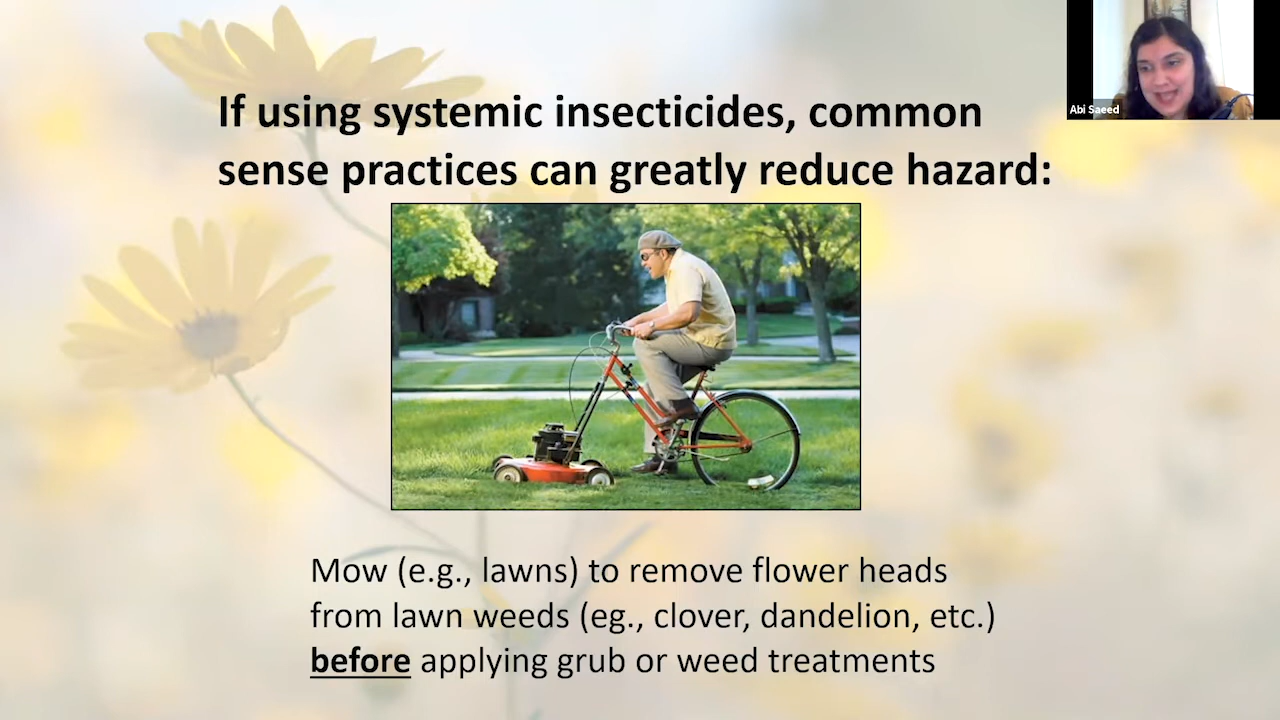 Abi Saeed
If using systemic insecticides, common
sense practices can greatly reduce hazard:
Mow (e.g., lawns) to remove flower heads
from lawn weeds (eg., clover, dandelion, etc.)
before applying grub or weed treatments